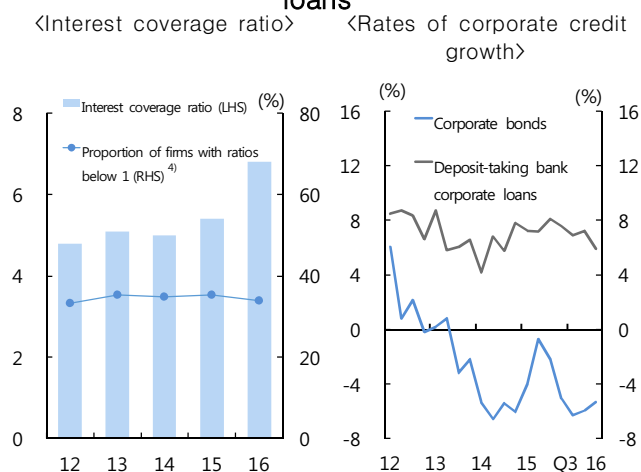 loans
<Interest coverage ratio>
<Rates of corporate credit
growth>
8
Interest coverage ratio (LHS)
(%)
80
Proportion of firms with ratios
below 1 (RHS) 4)
6
60
4
40
2
20
0
0
12 13 14 15 16
(%)
(%)
16
16
Corporate bonds
12
12
Deposit-taking bank
corporate loans
8
8
4
4
0
0
-4
-4
-8
-8
12 13 14 15 Q3 16